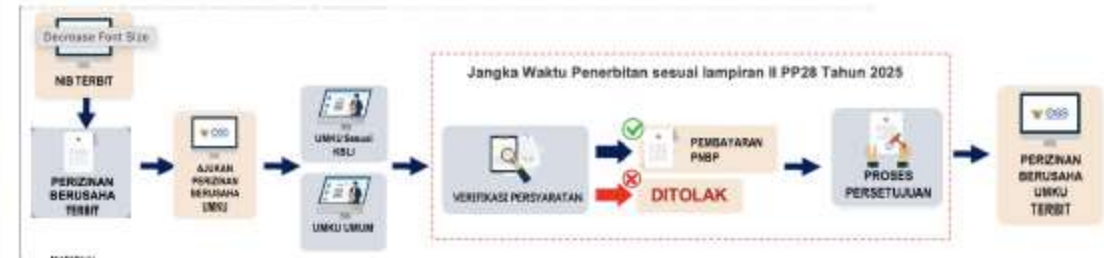 Decrease Font Size
NIB TERBIT
PERIZINAN
BERUSAHA
TERBIT
OSS
AJUKAN
PERIZINAN
BERUSAHA
UMKU
UMKU Sesuai
KBLI
UMKU UMUM
Jangka Waktu Penerbitan sesuai lampiran II PP28 Tahun 2025
VERIFIKASI PERSYARATAN
PEMBAYARAN
PNBP
DITOLAK
PROSES
PERSETUJUAN
OSS
PERIZINAN
BERUSAHA
UMKU
TERBIT